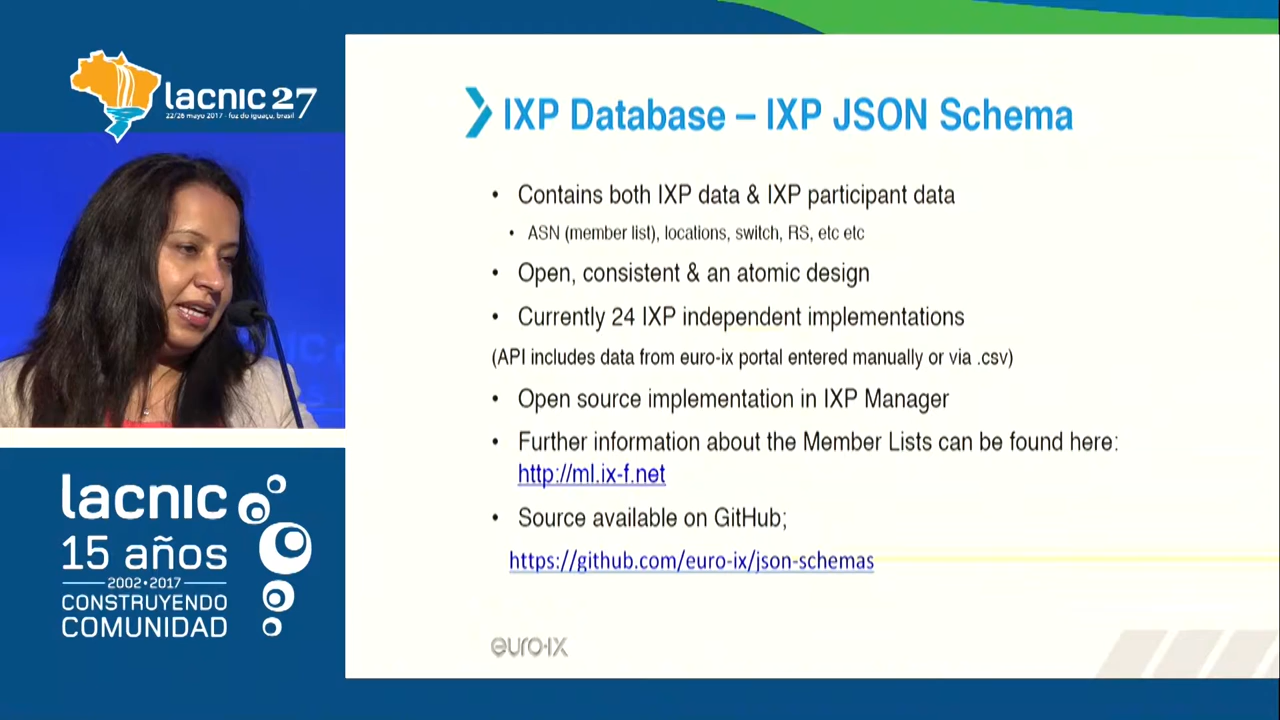 lacnic 27
22/26 mayo 2017 - foz do iguaçu, brasil
IXP Database – IXP JSON Schema
• Contains both IXP data & IXP participant data
• ASN (member list), locations, switch, RS, etc etc
• Open, consistent & an atomic design
• Currently 24 IXP independent implementations
(API includes data from euro-ix portal entered manually or via .csv)
• Open source implementation in IXP Manager
• Further information about the Member Lists can be found here:
http://ml.ix-f.net
• Source available on GitHub;
https://github.com/euro-ix/json-schemas
euro-ix
lacnic
15 años
2002•2017
CONSTRUYENDO
COMUNIDAD